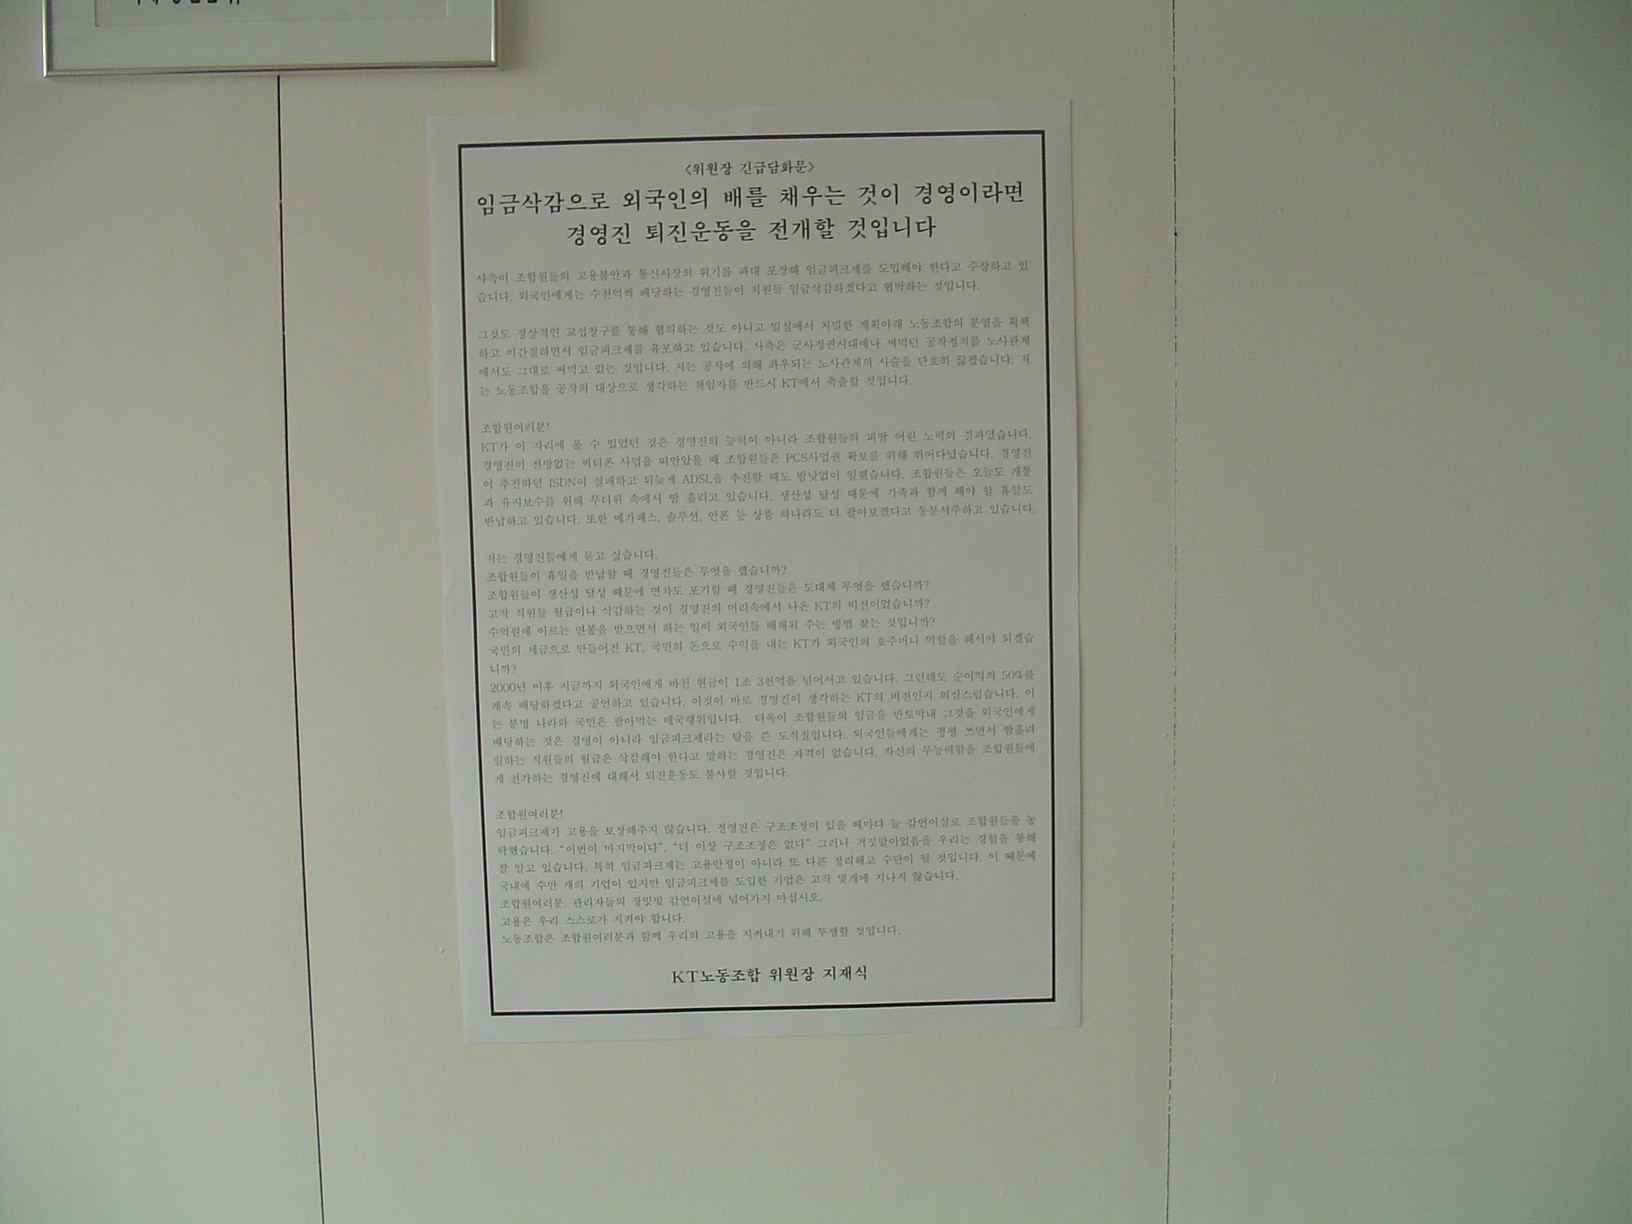 <위원장 긴급담화문>
임금삭감으로 외국인의 배를 채우는 것이 경영이라면
경영진 퇴진운동을 전개할 것입니다
사측이 조합원들의 고용불안과 통신시장의 위기를 과대 포장해 임금피크제를 도입해야 한다고 주장하고 있
습니다. 외국인에게는 수천억씩 배당하는 경영진들이 직원들 임금삭감하겠다고 협박하는 것입니다.
그것도 정상적인 교섭창구를 통해 협의하는 것도 아니고 밀실에서 치밀한 계획아래 노동조합의 분열을 획책
하고 이간질하면서 임금피크제를 유포하고 있습니다. 사측은 군사정권시대에나 써먹던 공작정치를 노사관계
에서도 그대로 써먹고 있는 것입니다. 저는 공작에 의해 좌우되는 노사관계의 사슬을 단호히 끊겠습니다. 저
는 노동조합을 공작의 대상으로 생각하는 책임자를 반드시 KT에서 축출할 것입니다.
조합원여러분!
KT가 이 자리에 올 수 있었던 것은 경영진의 능력이 아니라 조합원들의 피땀 어린 노력의 결과였습니다.
경영진이 전망없는 씨티폰 사업을 떠안았을 때 조합원들은 PCS사업권 확보를 위해 뛰어다녔습니다. 경영진
이 추진하던 ISDN이 실패하고 뒤늦게 ADSL을 추진할 때도 밤낮없이 일했습니다. 조합원들은 오늘도 개통
과 유지보수를 위해 무더위 속에서 땀 흘리고 있습니다. 생산성 달성 때문에 가족과 함께 해야 할 휴일도
반납하고 있습니다. 또한 메가패스, 솔루션, 안폰 등 상품 하나라도 더 팔아보겠다고 동분서주하고 있습니다.
저는 경영진들에게 묻고 싶습니다.
조합원들이 휴일을 반납할 때 경영진들은 무엇을 했습니까?
조합원들이 생산성 달성 때문에 연차도 포기할 때 경영진들은 도대체 무엇을 했습니까?
고작 직원들 월급이나 삭감하는 것이 경영진의 머리속에서 나온 KT의 비전이었습니까?
수억원에 이르는 연봉을 받으면서 하는 일이 외국인들 배채워 주는 방법 찾는 것입니까?
국민의 세금으로 만들어진 KT, 국민의 돈으로 수익을 내는 KT가 외국인의 호주머니 역할을 해서야 되겠습
니까?
2000년 이후 지금까지 외국인에게 바친 현금이 1조 3천억을 넘어서고 있습니다. 그런데도 순이익의 50%를
계속 배당하겠다고 공언하고 있습니다. 이것이 바로 경영진이 생각하는 KT의 비전인지 의심스럽습니다. 이
는 분명 나라와 국민은 팔아먹는 매국행위입니다. 더욱이 조합원들의 임금을 반토막내 그것을 외국인에게
배당하는 것은 경영이 아니라 임금피크제라는 탈을 쓴 도적질입니다. 외국인들에게는 펑펑 쓰면서 땀흘려
일하는 직원들의 월급은 삭감해야 한다고 말하는 경영진은 자격이 없습니다. 자신의 무능력함을 조합원들에
게 전가하는 경영진에 대해서 퇴진운동도 불사할 것입니다.
조합원여러분!
임금피크제가 고용을 보장해주지 않습니다. 경영진은 구조조정이 있을 때마다 늘 감언이설로 조합원들을 농
락했습니다. "이번이 마지막이다", "더 이상 구조조정은 없다" 그러나 거짓말이었음을 우리는 경험을 통해
잘 알고 있습니다. 특히 임금피크제는 고용안정이 아니라 또 다른 정리해고 수단이 될 것입니다. 이 때문에
국내에 수만 개의 기업이 있지만 임금피크제를 도입한 기업은 고작 몇개에 지나지 않습니다.
조합원여러분, 관리자들의 장밋빛 감언이설에 넘어가지 마십시오.
고용은 우리 스스로가 지켜야 합니다.
노동조합은 조합원여러분과 함께 우리의 고용을 지켜내기 위해 투쟁할 것입니다.
KT노동조합 위원장 지재식